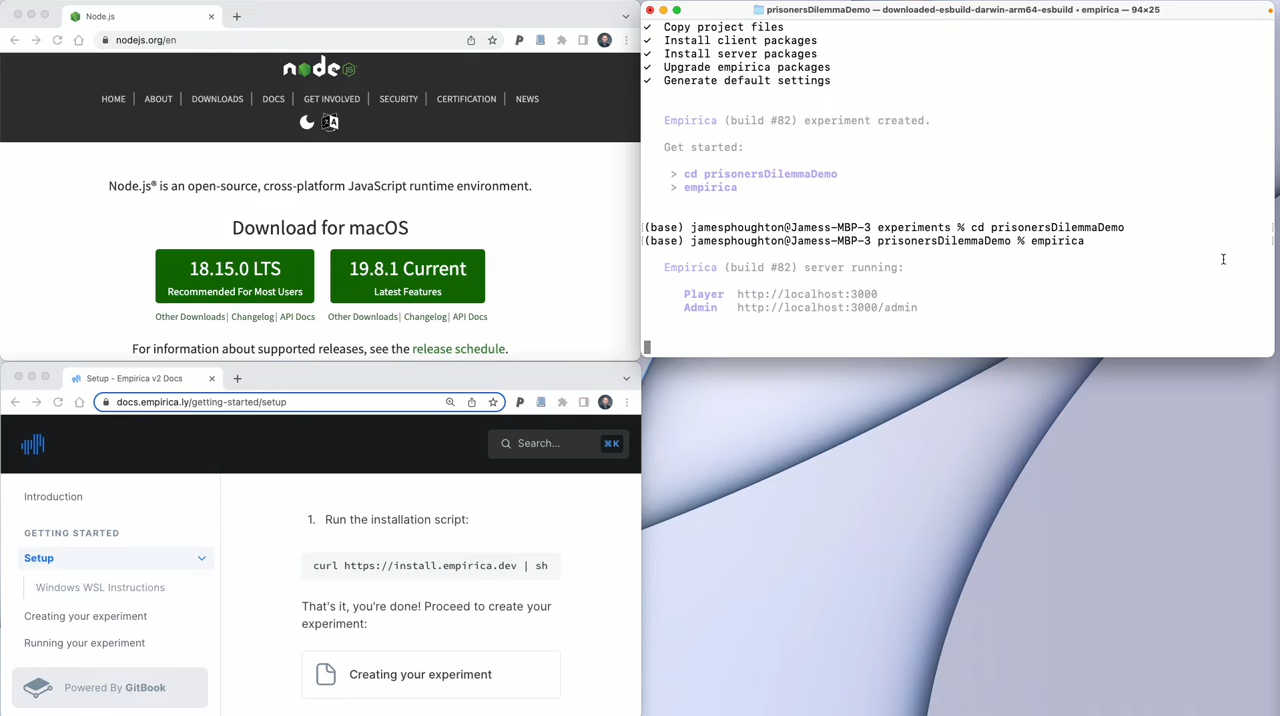 Node.js
nodejs.org/en
node
HOME
ABOUT
DOWNLOADS
DOCS
GET INVOLVED
SECURITY
CERTIFICATION
NEWS
Node.js® is an open-source, cross-platform JavaScript runtime environment.
Download for macOS
18.15.0 LTS
Recommended For Most Users
19.8.1 Current
Latest Features
Other Downloads | Changelog | API Docs
Other Downloads | Changelog | API Docs
For information about supported releases, see the release schedule.
prisonersDilemmaDemo — downloaded-esbuild-darwin-arm64-esbuild • empirica — 94×25
✓ Copy project files
✓ Install client packages
✓ Install server packages
✓ Upgrade empirica packages
✓ Generate default settings
Empirica (build #82) experiment created.
Get started:
> cd prisonersDilemmaDemo
> empirica
(base) jamesphoughton@Jamess-MBP-3 experiments % cd prisonersDilemmaDemo
(base) jamesphoughton@Jamess-MBP-3 prisonersDilemmaDemo % empirica
Empirica (build #82) server running:
Player http://localhost:3000
Admin http://localhost:3000/admin
Setup - Empirica v2 Docs
docs.empirica.ly/getting-started/setup
Search...
⌘K
Introduction
GETTING STARTED
Setup
Windows WSL Instructions
Creating your experiment
Running your experiment
Powered By GitBook
1. Run the installation script:
curl https://install.empirica.dev | sh
That's it, you're done! Proceed to create your
experiment:
Creating your experiment